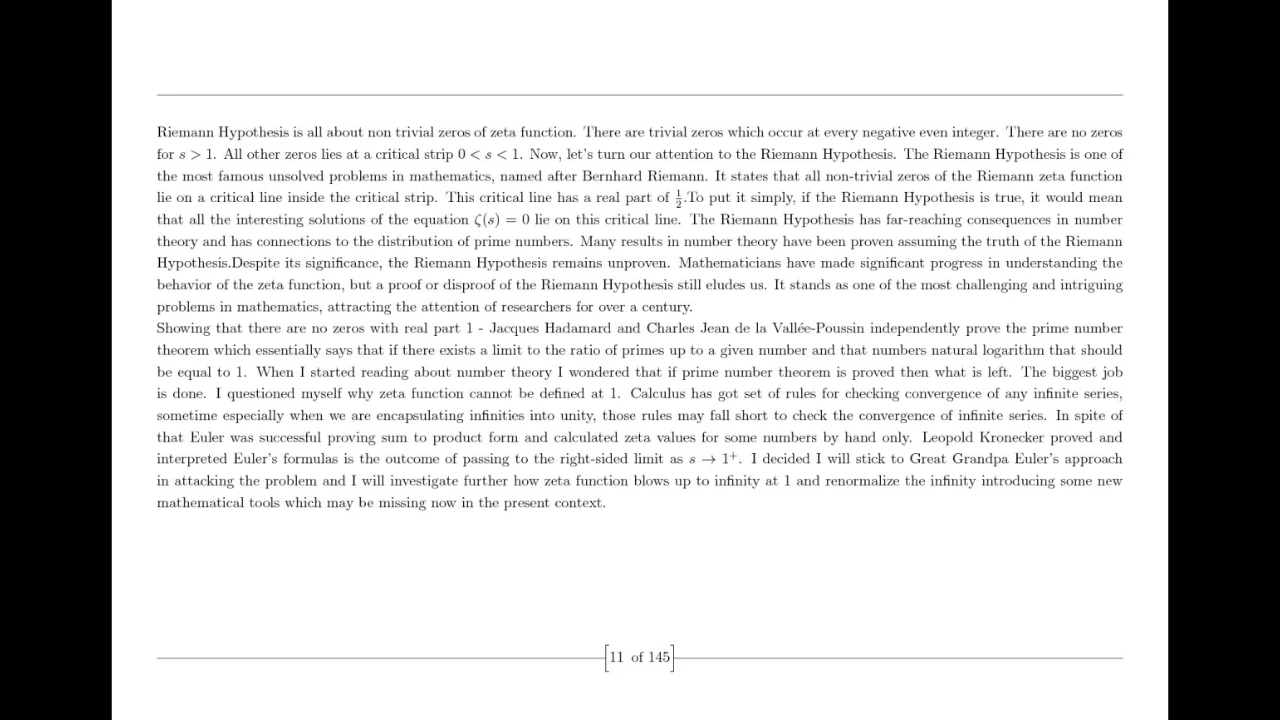 Riemann Hypothesis is all about non trivial zeros of zeta function. There are trivial zeros which occur at every negative even integer. There are no zeros
for s > 1. All other zeros lies at a critical strip 0 < s < 1. Now, let's turn our attention to the Riemann Hypothesis. The Riemann Hypothesis is one of
the most famous unsolved problems in mathematics, named after Bernhard Riemann. It states that all non-trivial zeros of the Riemann zeta function
lie on a critical line inside the critical strip. This critical line has a real part of 1/2.To put it simply, if the Riemann Hypothesis is true, it would mean
that all the interesting solutions of the equation ζ(s) = 0 lie on this critical line. The Riemann Hypothesis has far-reaching consequences in number
theory and has connections to the distribution of prime numbers. Many results in number theory have been proven assuming the truth of the Riemann
Hypothesis.Despite its significance, the Riemann Hypothesis remains unproven. Mathematicians have made significant progress in understanding the
behavior of the zeta function, but a proof or disproof of the Riemann Hypothesis still eludes us. It stands as one of the most challenging and intriguing
problems in mathematics, attracting the attention of researchers for over a century.
Showing that there are no zeros with real part 1 - Jacques Hadamard and Charles Jean de la Vallée-Poussin independently prove the prime number
theorem which essentially says that if there exists a limit to the ratio of primes up to a given number and that numbers natural logarithm that should
be equal to 1. When I started reading about number theory I wondered that if prime number theorem is proved then what is left. The biggest job
is done. I questioned myself why zeta function cannot be defined at 1. Calculus has got set of rules for checking convergence of any infinite series,
sometime especially when we are encapsulating infinities into unity, those rules may fall short to check the convergence of infinite series. In spite of
that Euler was successful proving sum to product form and calculated zeta values for some numbers by hand only. Leopold Kronecker proved and
interpreted Euler's formulas is the outcome of passing to the right-sided limit as s → 1⁺. I decided I will stick to Great Grandpa Euler's approach
in attacking the problem and I will investigate further how zeta function blows up to infinity at 1 and renormalize the infinity introducing some new
mathematical tools which may be missing now in the present context.
[11 of 145]